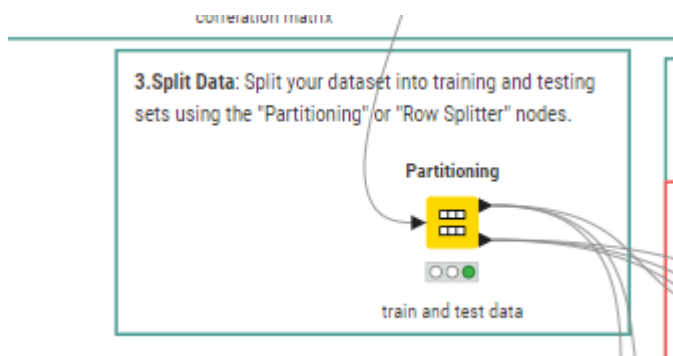 correlation matrix
3.Split Data: Split your dataset into training and testing
sets using the "Partitioning" or "Row Splitter" nodes.
Partitioning
train and test data